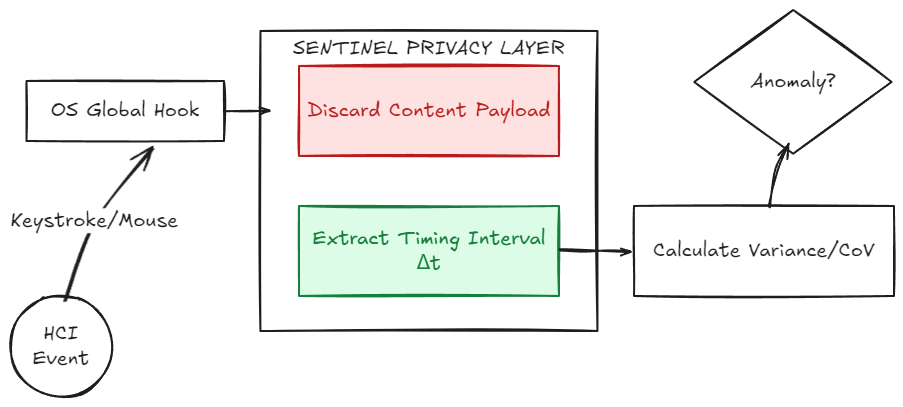 SENTINEL PRIVACY LAYER
Anomaly?
OS Global Hook
Discard Content Payload
Keystroke/Mouse
Extract Timing Interval
Δt
Calculate Variance/CoV
HCI
Event